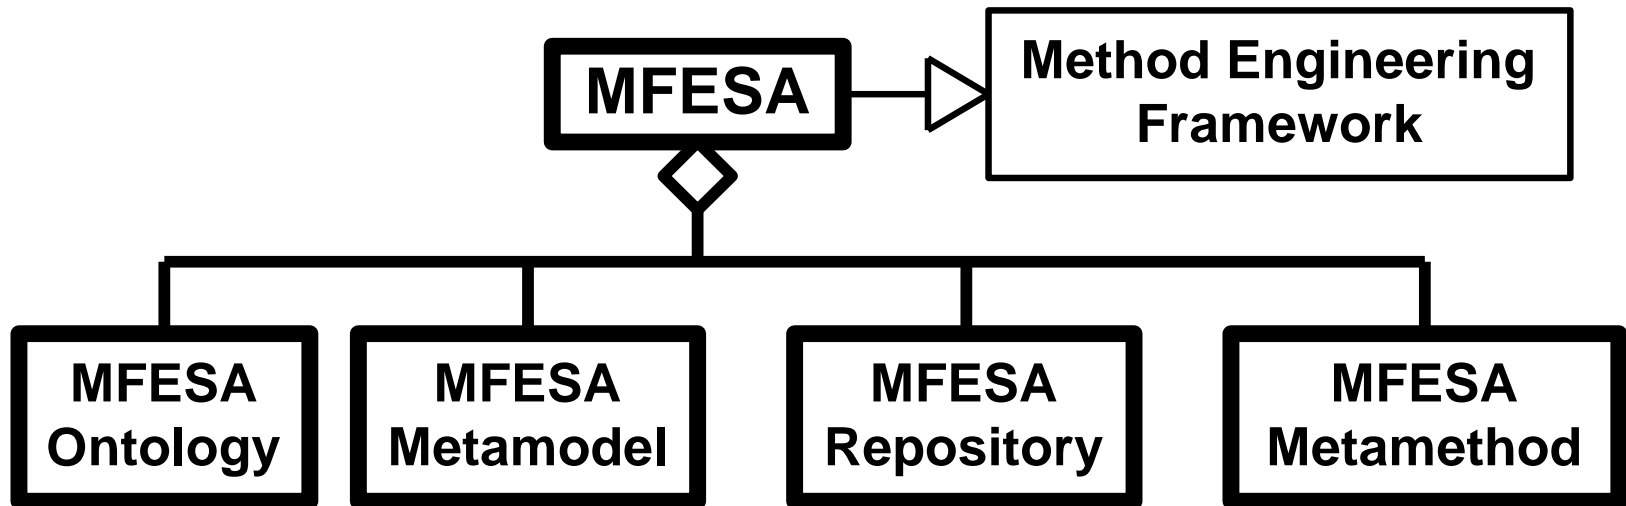 MFESA
Method Engineering
Framework
MFESA
Ontology
MFESA
Metamodel
MFESA
Repository
MFESA
Metamethod